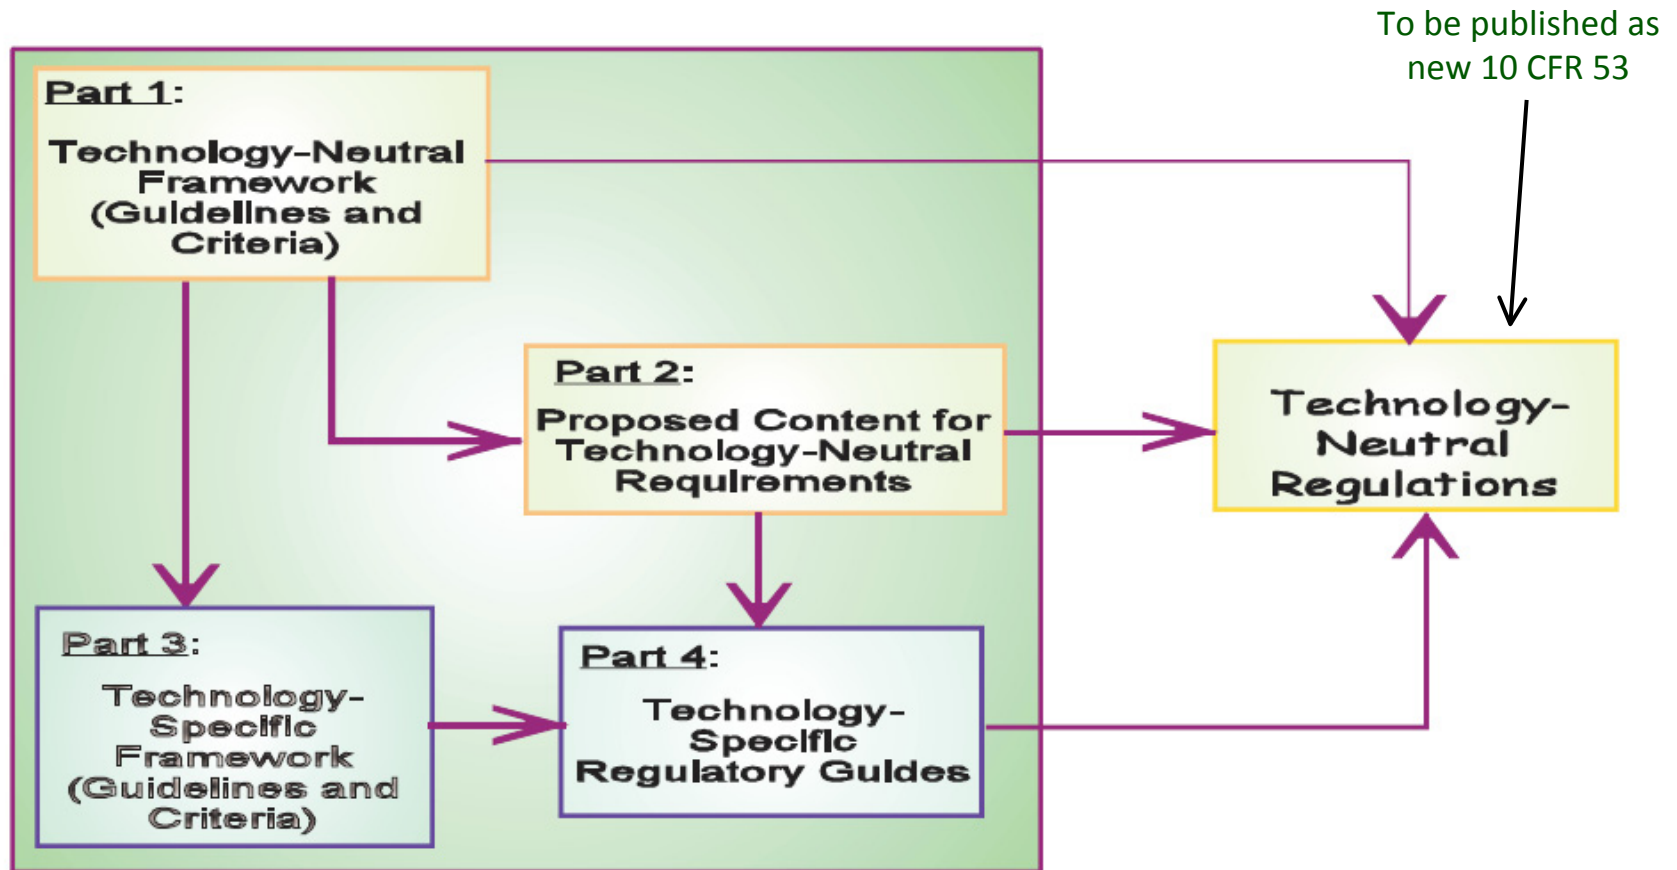 To be published as
new 10 CFR 53
Part 1:
Technology-Neutral
Framework
(Guidelines and
Criteria)
Part 2:
Proposed Content for
Technology-Neutral
Requirements
Technology-
Neutral
Regulations
Part 3:
Technology-
Specific
Framework
(Guidelines and
Criteria)
Part 4:
Technology-
Specific
Regulatory Guides